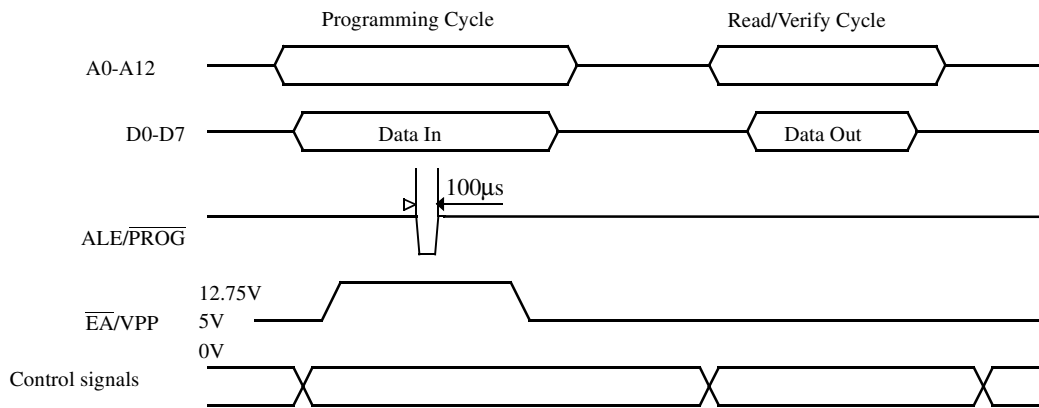 Programming Cycle Read/Verify Cycle
A0-A12
D0-D7 Data In Data Out
100μs
ALE/PROG
12.75V
EA/VPP 5V
0V
Control signals